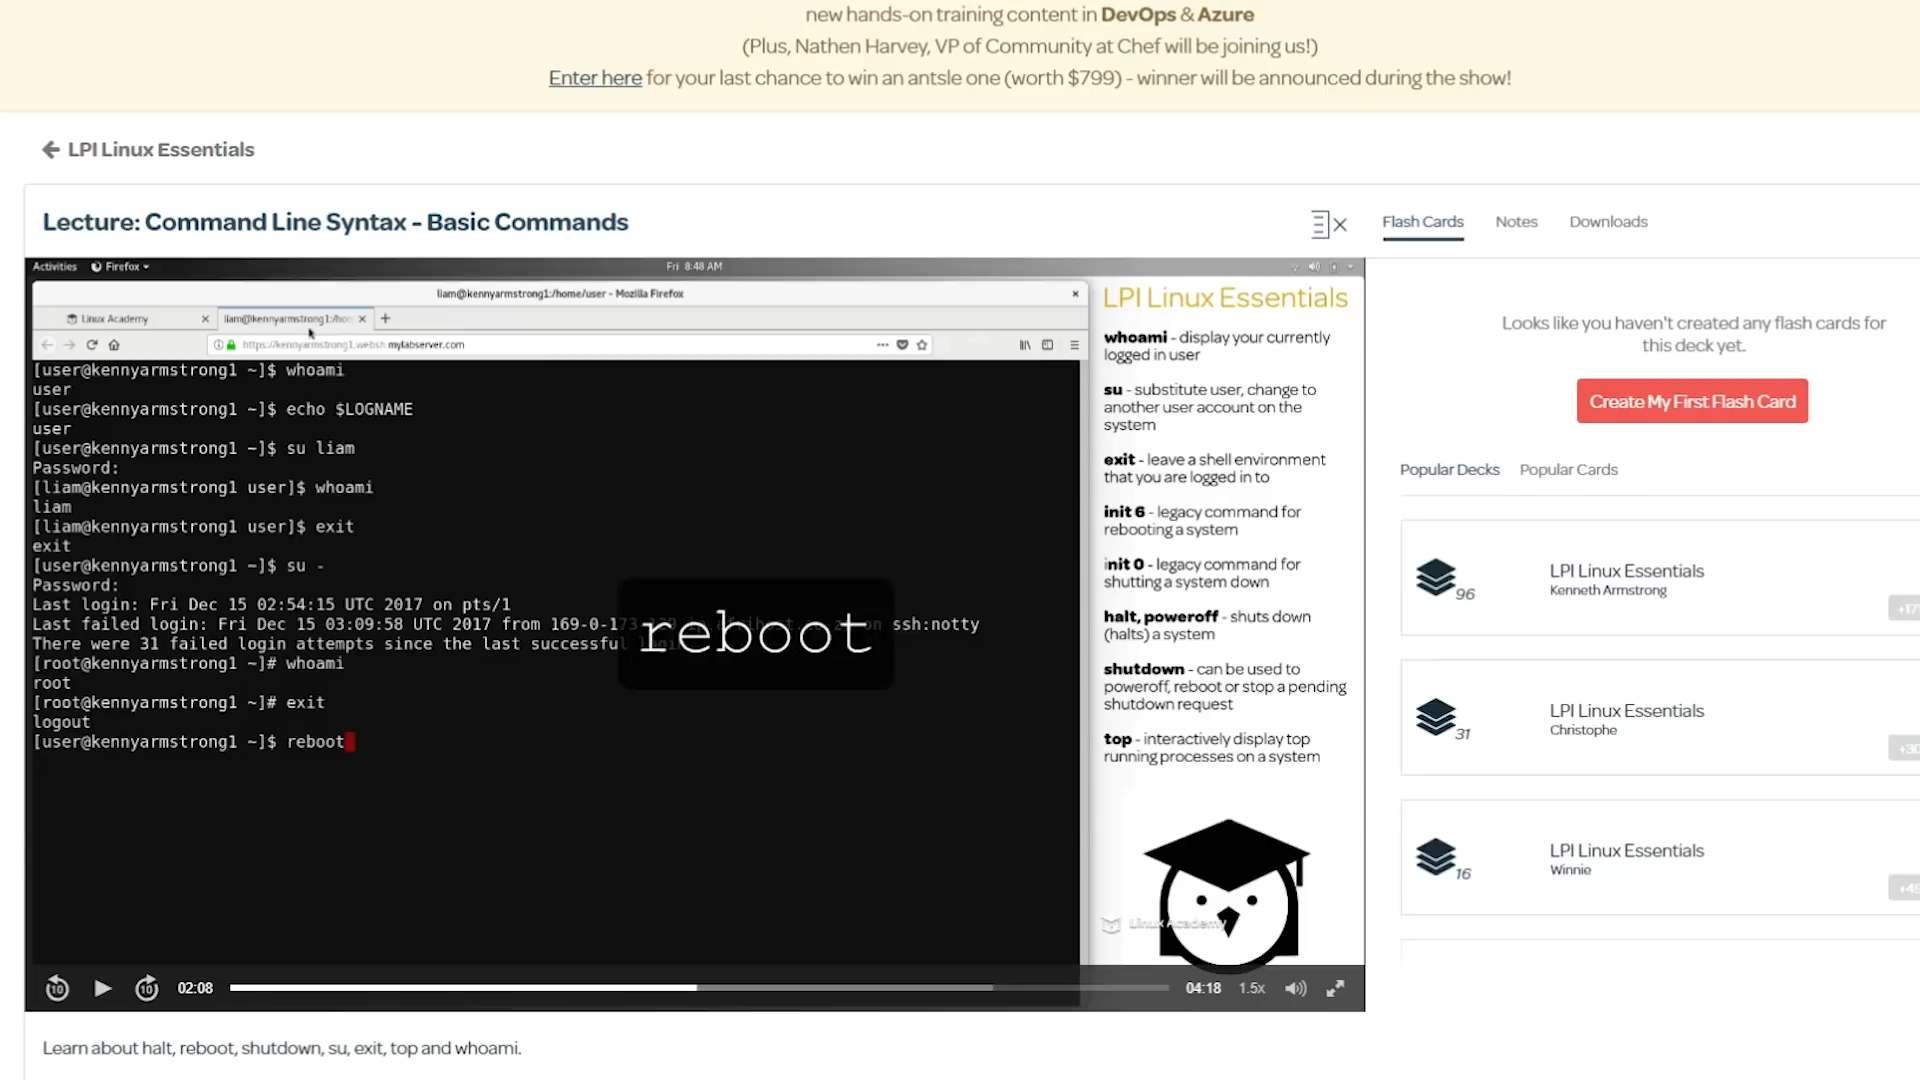 new hands-on training content in DevOps & Azure
(Plus, Nathen Harvey, VP of Community at Chef will be joining us!)
Enter here for your last chance to win an antsle one (worth $799) - winner will be announced during the show!
LPI Linux Essentials
Lecture: Command Line Syntax - Basic Commands
Flash Cards Notes Downloads
Activities Firefox Fri 8:48 AM
liam@kennyarmstrong1:/home/user - Mozilla Firefox
Linux Academy liam@kennyarmstrong1:/ho
https://kennyarmstrong1.websh.mylabserver.com
[user@kennyarmstrong1 ~]$ whoami
user
[user@kennyarmstrong1 ~]$ echo $LOGNAME
user
[user@kennyarmstrong1 ~]$ su liam
Password:
[liam@kennyarmstrong1 user]$ whoami
liam
[liam@kennyarmstrong1 user]$ exit
exit
[user@kennyarmstrong1 ~]$ su -
Password:
Last login: Fri Dec 15 02:54:15 UTC 2017 on pts/1
Last failed login: Fri Dec 15 03:09:58 UTC 2017 from 169-0-173 on ssh:notty
There were 31 failed login attempts since the last successful
[root@kennyarmstrong1 ~]# whoami
root
[root@kennyarmstrong1 ~]# exit
logout
[user@kennyarmstrong1 ~]$ reboot
reboot
LPI Linux Essentials
whoami - display your currently
logged in user
su - substitute user, change to
another user account on the
system
exit - leave a shell environment
that you are logged in to
init 6 - legacy command for
rebooting a system
init 0 - legacy command for
shutting a system down
halt, poweroff - shuts down
(halts) a system
shutdown - can be used to
poweroff, reboot or stop a pending
shutdown request
top - interactively display top
running processes on a system
Linux Academy
10 10 02:08 04:18 1.5x
Learn about halt, reboot, shutdown, su, exit, top and whoami.
Looks like you haven't created any flash cards for
this deck yet.
Create My First Flash Card
Popular Decks Popular Cards
96
LPI Linux Essentials
Kenneth Armstrong
31
LPI Linux Essentials
Christophe
16
LPI Linux Essentials
Winnie